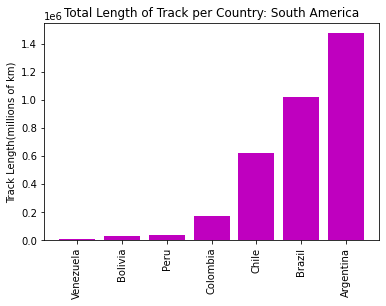 Total Length of Track per Country: South America
1e6
Track Length(millions of km)
1.4
1.2
1.0
0.8
0.6
0.4
0.2
0.0
Venezuela
Bolivia
Peru
Colombia
Chile
Brazil
Argentina